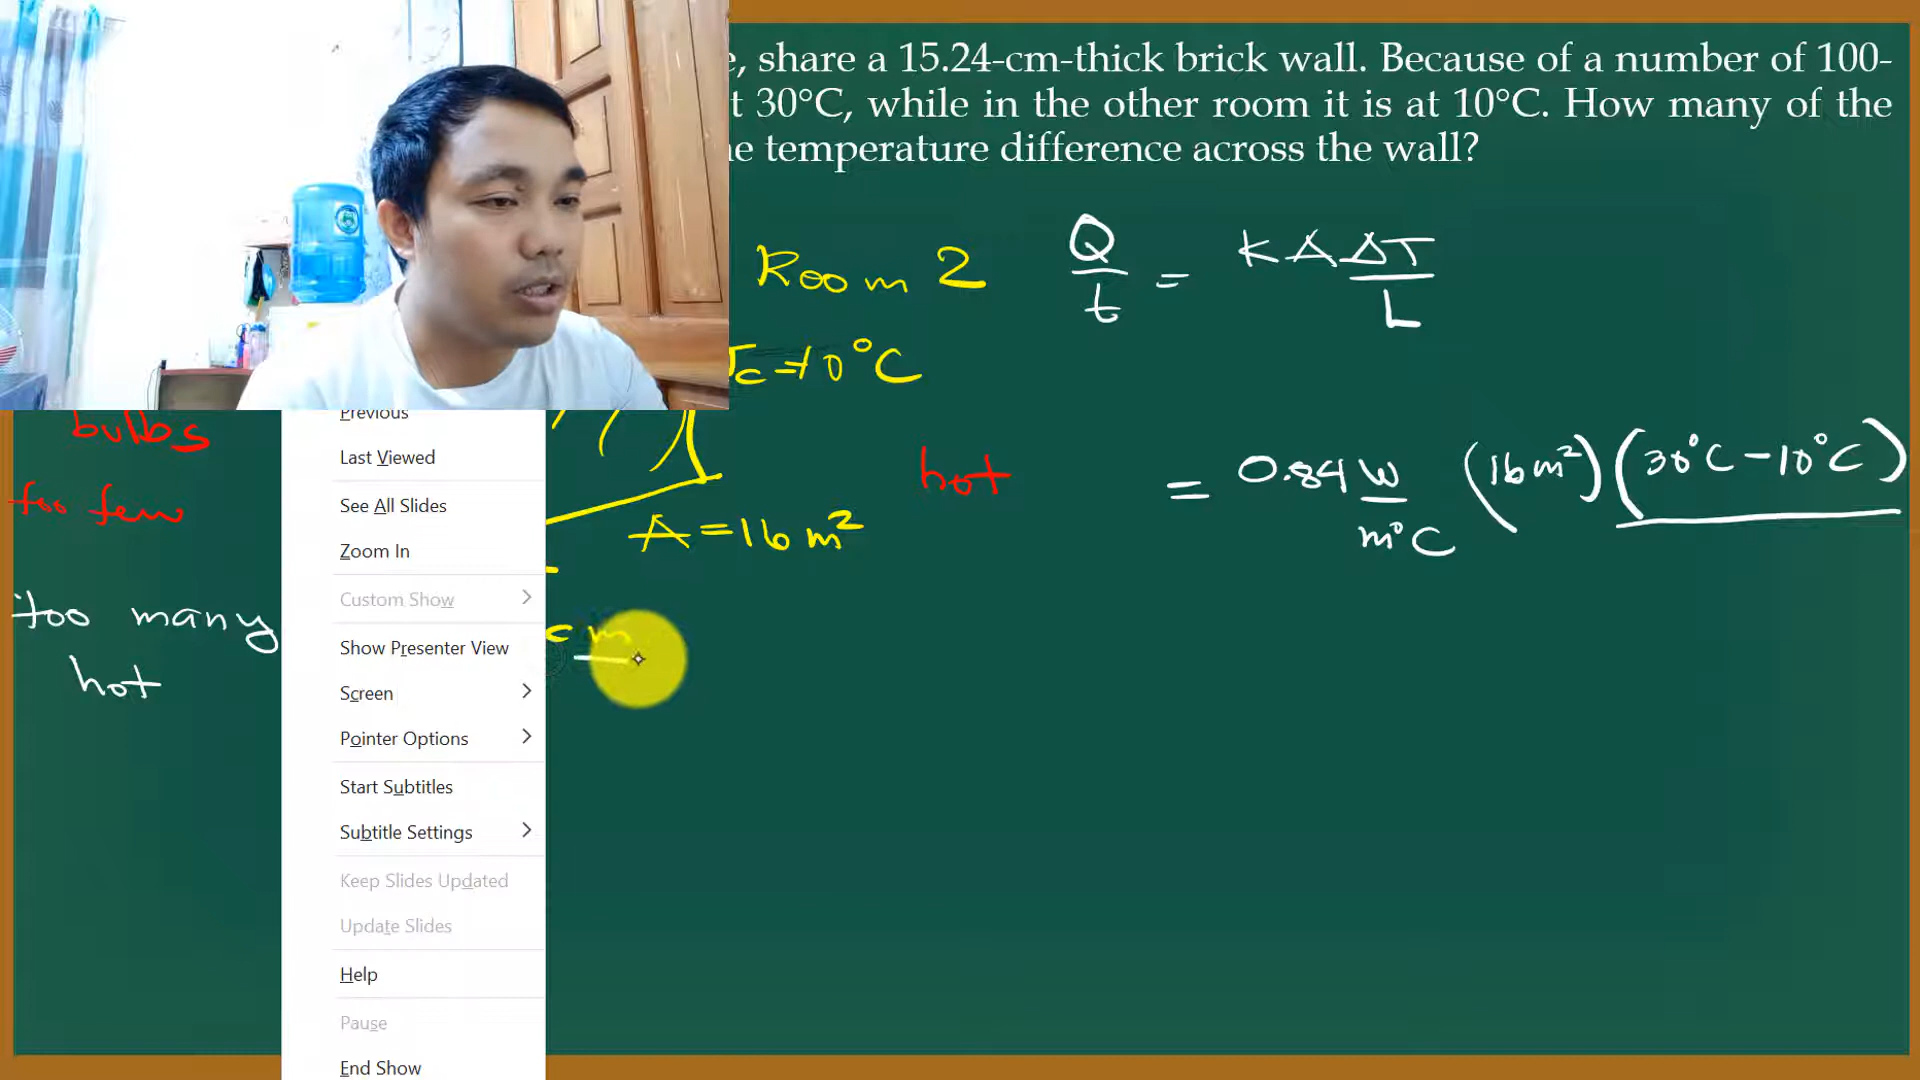 , share a 15.24-cm-thick brick wall. Because of a number of 100-
t 30°C, while in the other room it is at 10°C. How many of the
temperature difference across the wall?
Room 2
Q/t = KAΔT/L
Tc=10°C
bulbs
too few
too many
hot
A=16m²
cm
hot
= 0.84 W/m°C (16m²)(30°C-10°C)
Previous
Last Viewed
See All Slides
Zoom In
Custom Show
Show Presenter View
Screen
Pointer Options
Start Subtitles
Subtitle Settings
Keep Slides Updated
Update Slides
Help
Pause
End Show